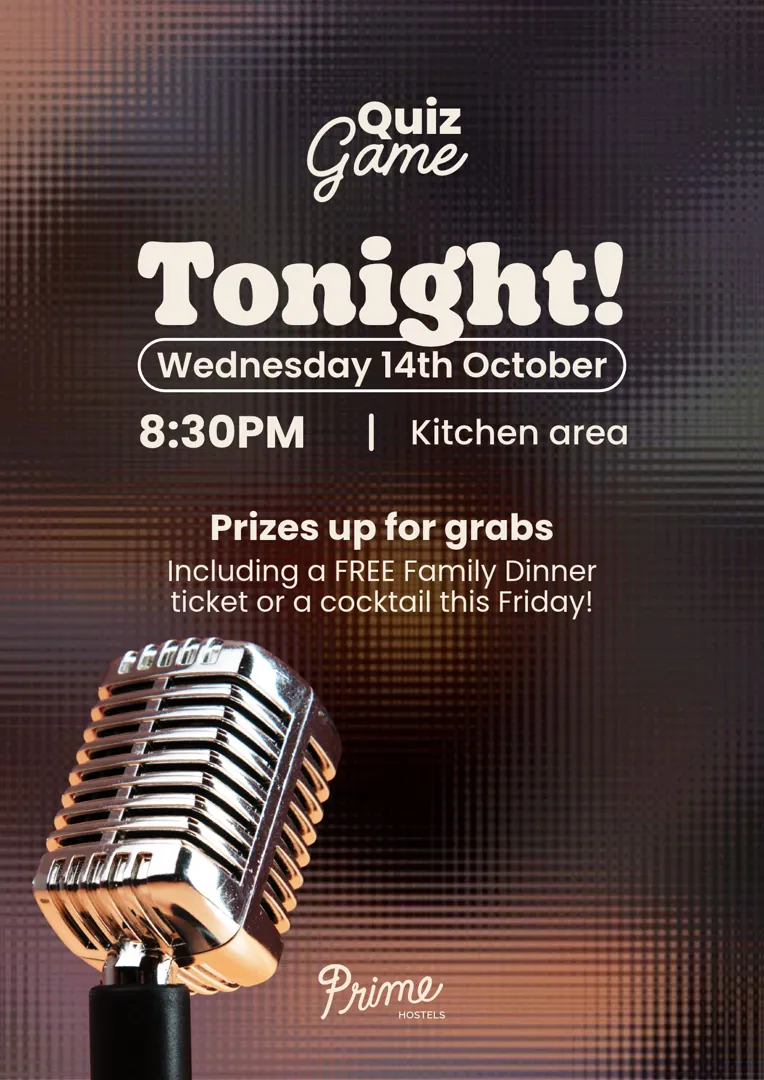 Quiz
Game
Tonight!
Wednesday 14th October
8:30PM | Kitchen area
Prizes up for grabs
Including a FREE Family Dinner
ticket or a cocktail this Friday!
Prime
HOSTELS